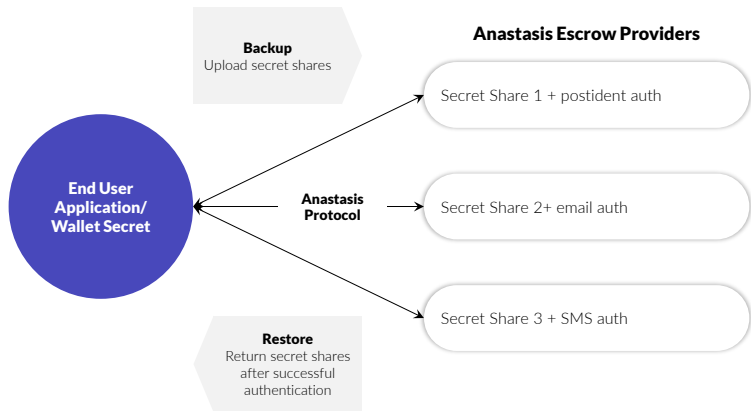 Anastasis Escrow Providers
Backup
Upload secret shares
Secret Share 1 + postident auth
End User
Application/
Wallet Secret
Anastasis
Protocol
Secret Share 2+ email auth
Secret Share 3 + SMS auth
Restore
Return secret shares
after successful
authentication